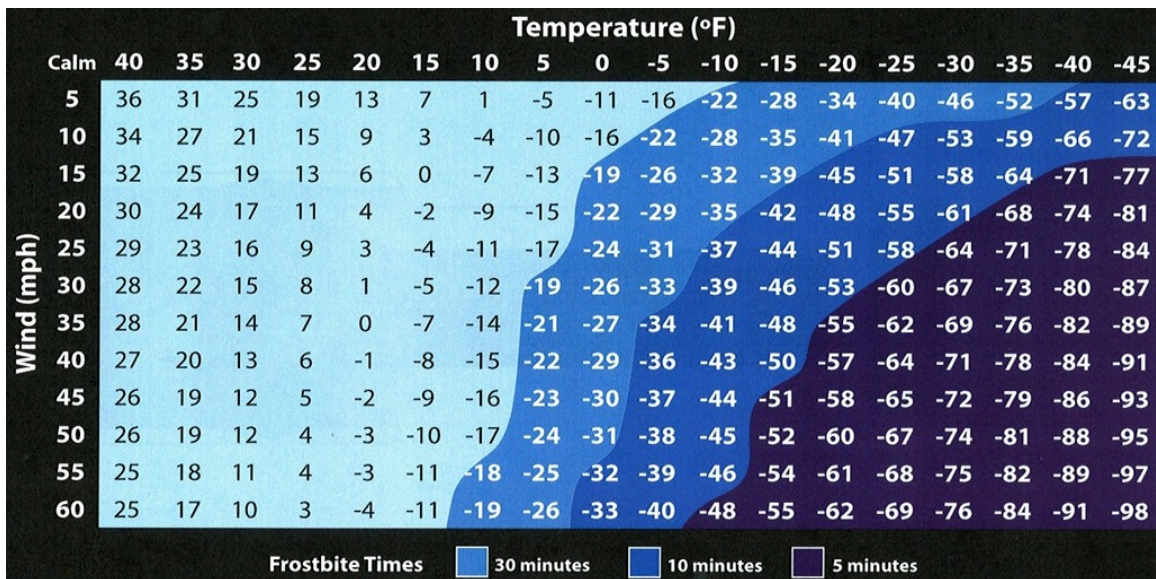 Temperature (ºF)
Calm 40 35 30 25 20 15 10 5 0 -5 -10 -15 -20 -25 -30 -35 -40 -45
5 36 31 25 19 13 7 1 -5 -11 -16 -22 -28 -34 -40 -46 -52 -57 -63
10 34 27 21 15 9 3 -4 -10 -16 -22 -28 -35 -41 -47 -53 -59 -66 -72
15 32 25 19 13 6 0 -7 -13 -19 -26 -32 -39 -45 -51 -58 -64 -71 -77
20 30 24 17 11 4 -2 -9 -15 -22 -29 -35 -42 -48 -55 -61 -68 -74 -81
25 29 23 16 9 3 -4 -11 -17 -24 -31 -37 -44 -51 -58 -64 -71 -78 -84
30 28 22 15 8 1 -5 -12 -19 -26 -33 -39 -46 -53 -60 -67 -73 -80 -87
35 28 21 14 7 0 -7 -14 -21 -27 -34 -41 -48 -55 -62 -69 -76 -82 -89
40 27 20 13 6 -1 -8 -15 -22 -29 -36 -43 -50 -57 -64 -71 -78 -84 -91
45 26 19 12 5 -2 -9 -16 -23 -30 -37 -44 -51 -58 -65 -72 -79 -86 -93
50 26 19 12 4 -3 -10 -17 -24 -31 -38 -45 -52 -60 -67 -74 -81 -88 -95
55 25 18 11 4 -3 -11 -18 -25 -32 -39 -46 -54 -61 -68 -75 -82 -89 -97
60 25 17 10 3 -4 -11 -19 -26 -33 -40 -48 -55 -62 -69 -76 -84 -91 -98
Wind (mph)
Frostbite Times 30 minutes 10 minutes 5 minutes